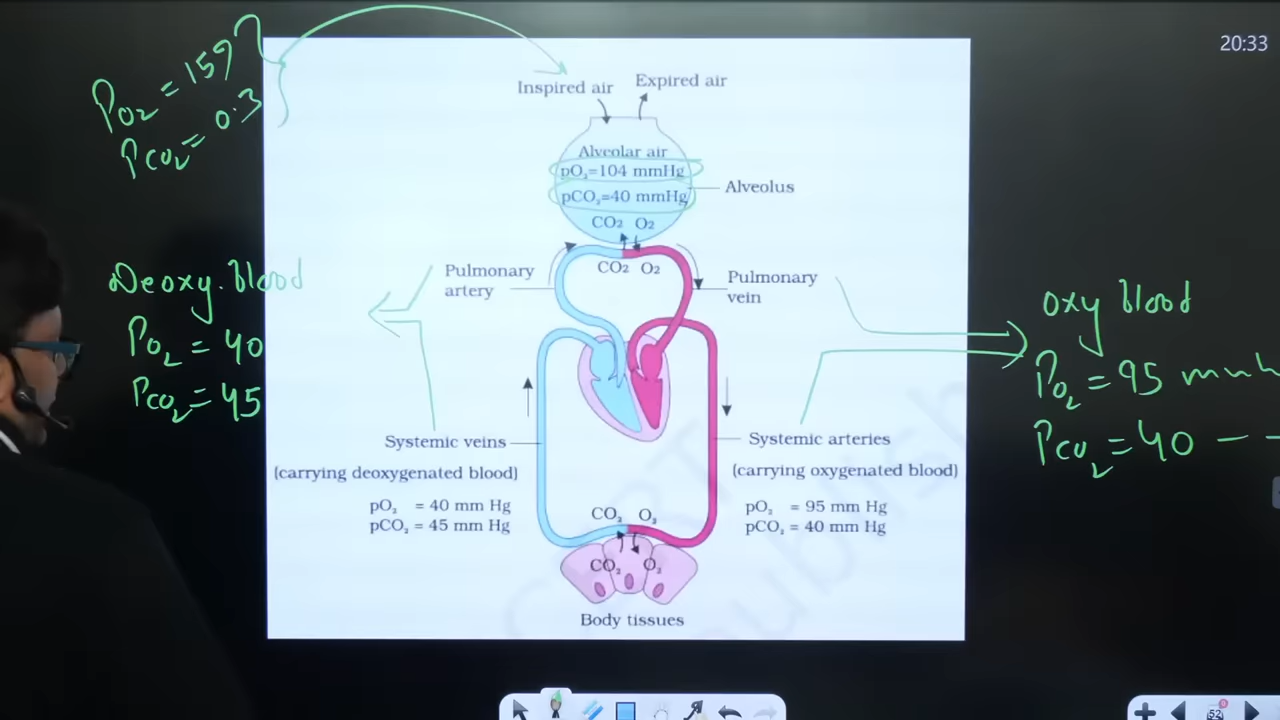 20:33
PO2 = 159
PCO2 = 0.3
Inspired air
Expired air
Alveolar air
pO2=104 mmHg
pCO2=40 mmHg
Alveolus
CO2 O2
CO2 O2
Pulmonary
artery
Pulmonary
vein
Deoxy. blood
PO2 = 40
PCO2 = 45
oxy blood
PO2 = 95
PCO2 = 40 - -
Systemic veins
(carrying deoxygenated blood)
pO2 = 40 mm Hg
pCO2 = 45 mm Hg
Systemic arteries
(carrying oxygenated blood)
pO2 = 95 mm Hg
pCO2 = 40 mm Hg
CO2 O2
CO2 O2
Body tissues
52